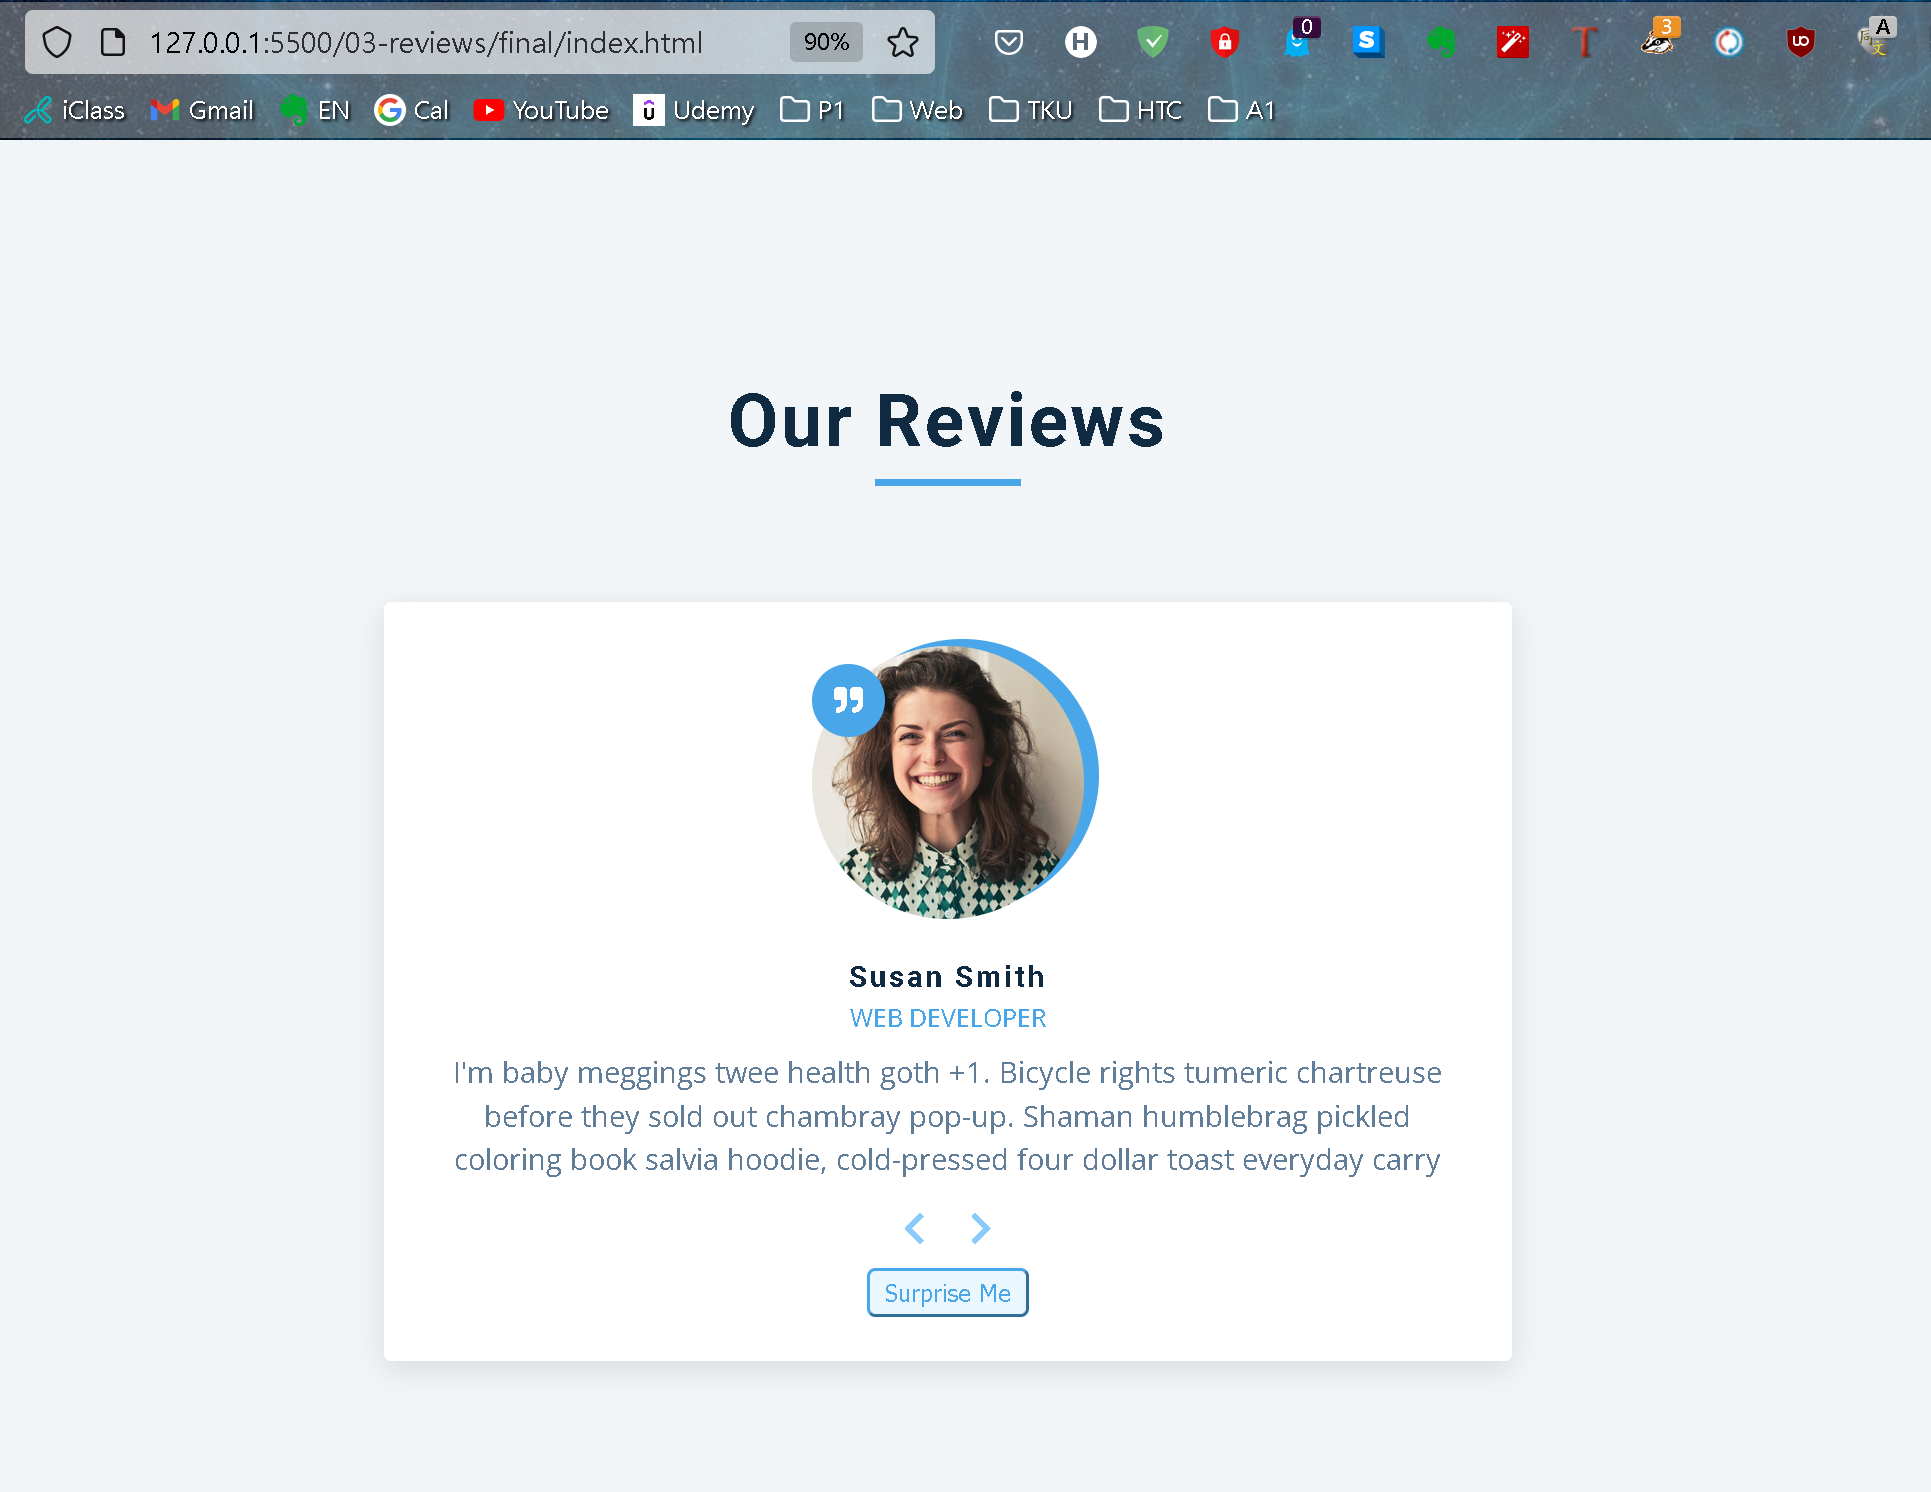 127.0.0.1:5500/03-reviews/final/index.html 90% 0 3 A
iClass Gmail EN Cal YouTube Udemy P1 Web TKU HTC A1
Our Reviews
Susan Smith
WEB DEVELOPER
I'm baby meggings twee health goth +1. Bicycle rights tumeric chartreuse
before they sold out chambray pop-up. Shaman humblebrag pickled
coloring book salvia hoodie, cold-pressed four dollar toast everyday carry
Surprise Me